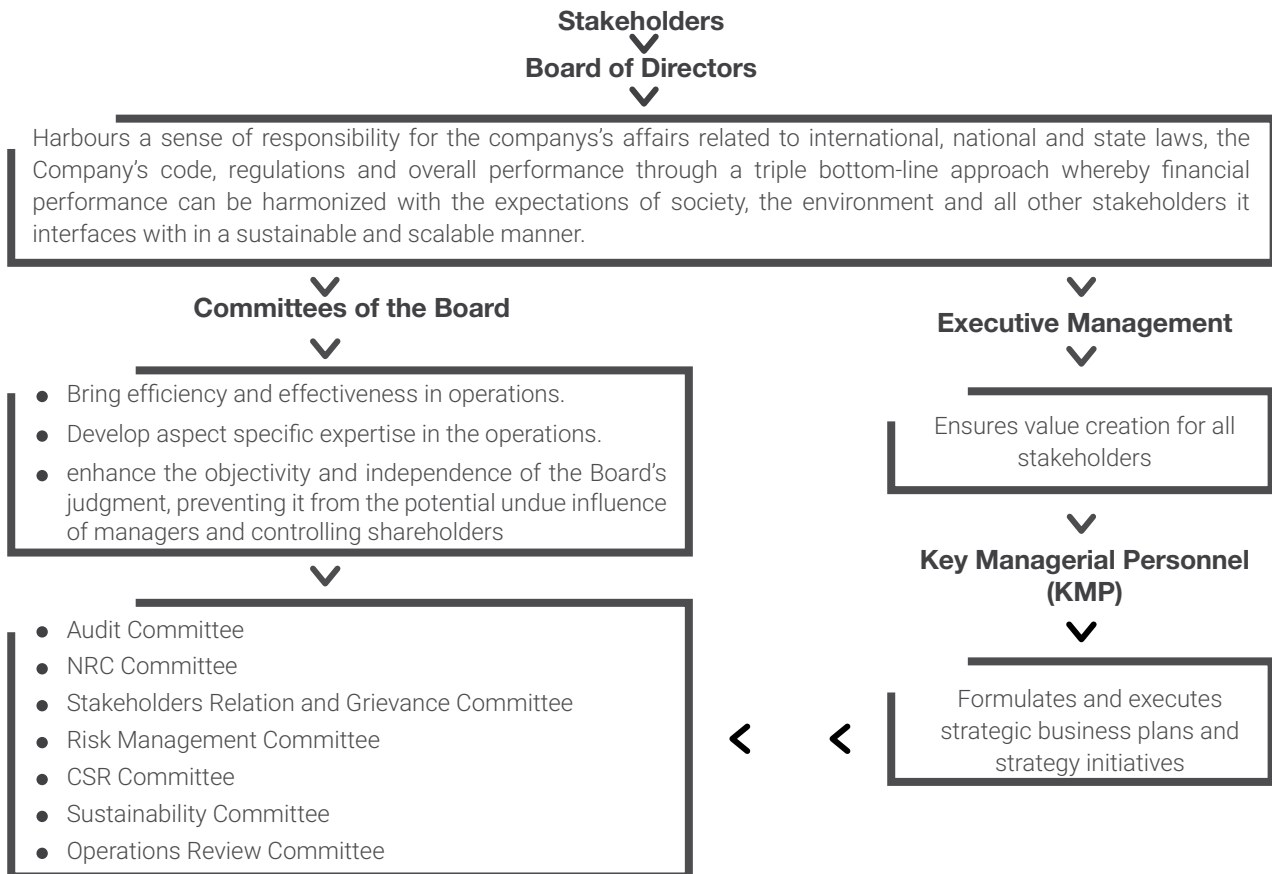 Stakeholders
Board of Directors
Harbours a sense of responsibility for the companys's affairs related to international, national and state laws, the
Company's code, regulations and overall performance through a triple bottom-line approach whereby financial
performance can be harmonized with the expectations of society, the environment and all other stakeholders it
interfaces with in a sustainable and scalable manner.
Committees of the Board
● Bring efficiency and effectiveness in operations.
● Develop aspect specific expertise in the operations.
● enhance the objectivity and independence of the Board's
judgment, preventing it from the potential undue influence
of managers and controlling shareholders
● Audit Committee
● NRC Committee
● Stakeholders Relation and Grievance Committee
● Risk Management Committee
● CSR Committee
● Sustainability Committee
● Operations Review Committee
Executive Management
Ensures value creation for all
stakeholders
Key Managerial Personnel
(KMP)
Formulates and executes
strategic business plans and
strategy initiatives